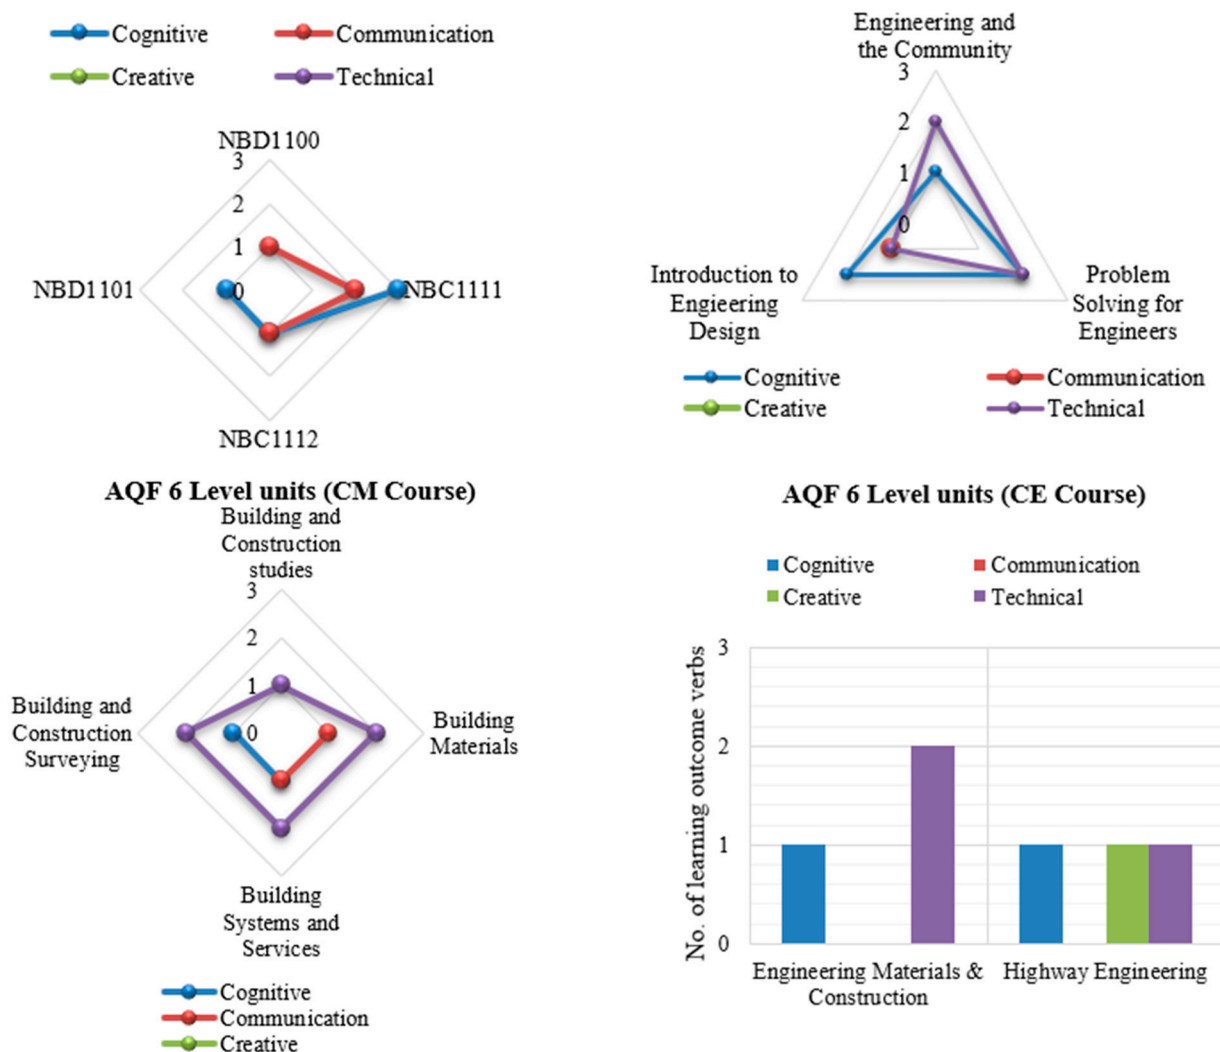 Cognitive
Communication
Creative
Technical
NBD1100
3
2
1
0
NBD1101
NBC1111
NBC1112
Engineering and
the Community
3
2
1
0
Introduction to
Engieering
Design
Problem
Solving for
Engineers
Cognitive
Communication
Creative
Technical
AQF 6 Level units (CM Course)
Building and
Construction
studies
3
2
1
0
Building and
Construction
Surveying
Building
Materials
Building
Systems and
Services
Cognitive
Communication
Creative
AQF 6 Level units (CE Course)
Cognitive
Communication
Creative
Technical
No. of learning outcome verbs
3
2
1
0
Engineering Materials &
Construction
Highway Engineering